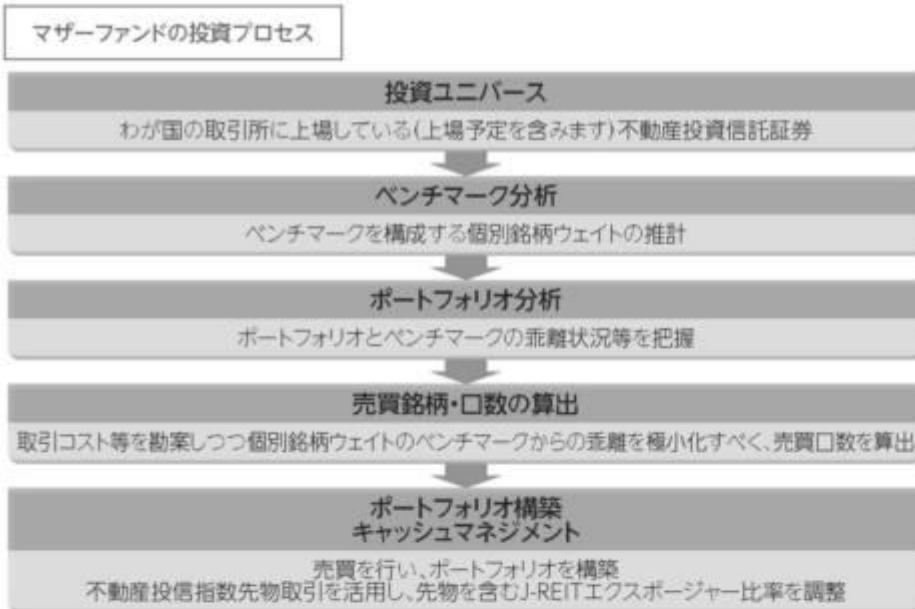 マザーファンドの投資プロセス
投資ユニバース
わが国の取引所に上場している(上場予定を含みます)不動産投資信託証券
ベンチマーク分析
ベンチマークを構成する個別銘柄ウェイトの推計
ポートフォリオ分析
ポートフォリオとベンチマークの乖離状況等を把握
売買銘柄・口数の算出
取引コスト等を勘案しつつ個別銘柄ウェイトのベンチマークからの乖離を極小化すべく、売買口数を算出
ポートフォリオ構築
キャッシュマネジメント
売買を行い、ポートフォリオを構築
不動産投信指数先物取引を活用し、先物を含むJ-REITエクスポージャー比率を調整